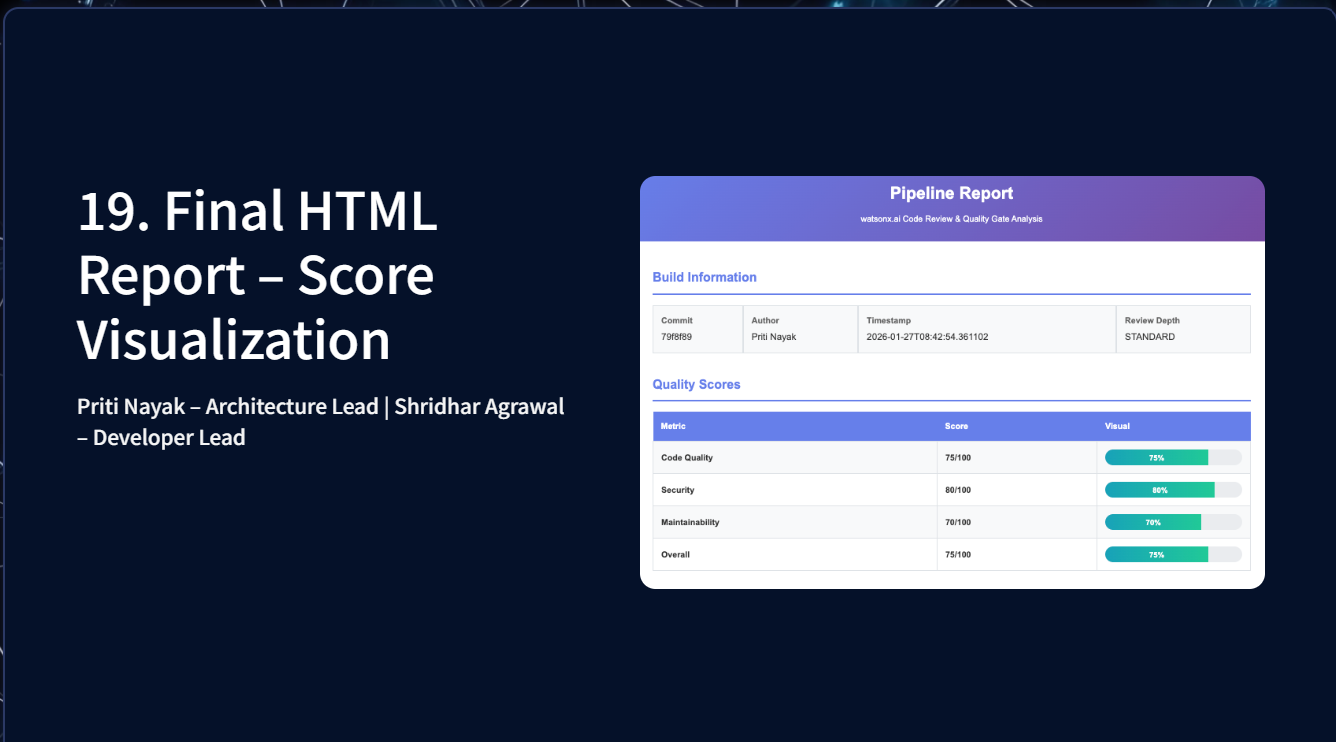 19. Final HTML
Report – Score
Visualization
Priti Nayak – Architecture Lead | Shridhar Agrawal
– Developer Lead
Pipeline Report
watsonx.ai Code Review & Quality Gate Analysis
Build Information
Commit Author Timestamp Review Depth
79f8f89 Priti Nayak 2026-01-27T08:42:54.361102 STANDARD
Quality Scores
Metric Score Visual
Code Quality 75/100 75%
Security 80/100 80%
Maintainability 70/100 70%
Overall 75/100 75%